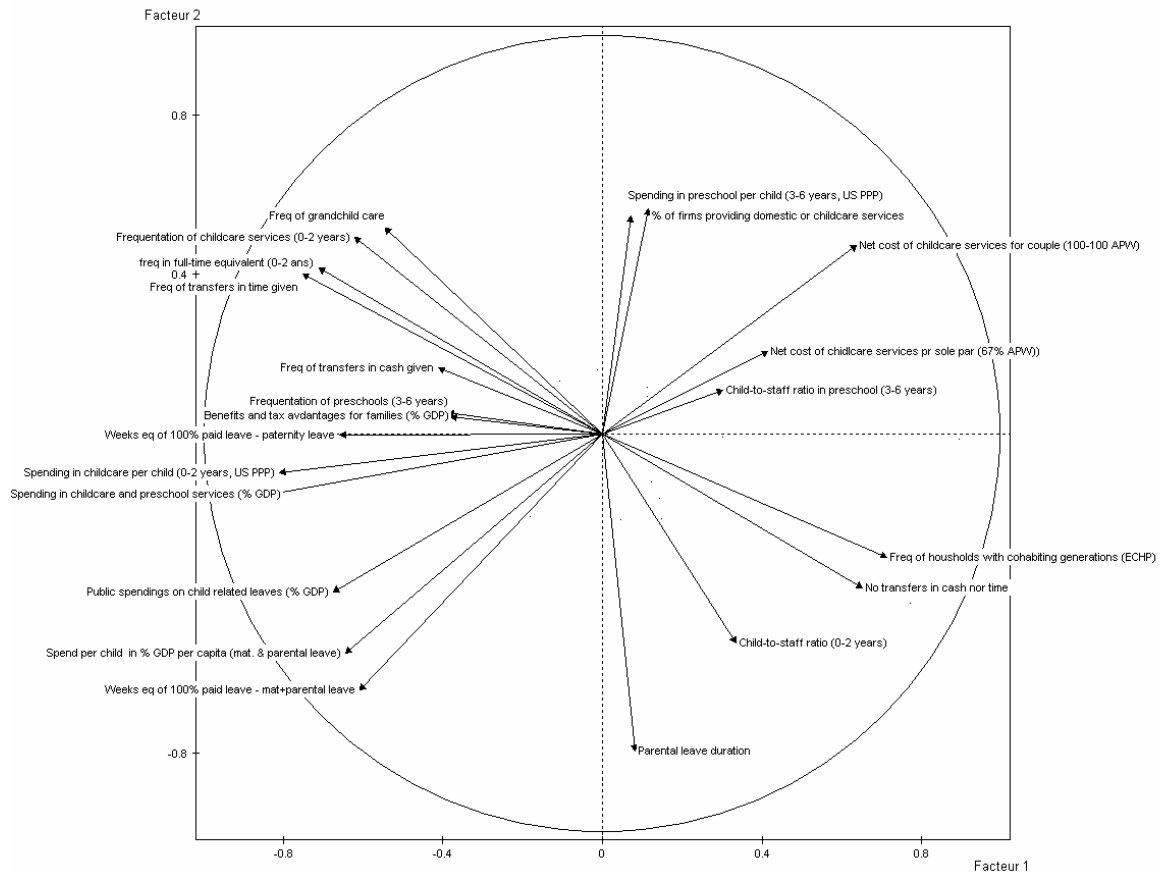 Facteur 2
0.8
Spending in preschool per child (3-6 years, US PPP)
Freq of grandchild care
% of firms providing domestic or childcare services
Frequentation of childcare services (0-2 years)
Net cost of childcare services for couple (100-100 APW)
freq in full-time equivalent (0-2 ans)
0.4
Freq of transfers in time given
Net cost of chidlcare services pr sole par (67% APW))
Freq of transfers in cash given
Child-to-staff ratio in preschool (3-6 years)
Frequentation of preschools (3-6 years)
Benefits and tax avdantages for families (% GDP)
Weeks eq of 100% paid leave - paternity leave
Spending in childcare per child (0-2 years, US PPP)
Spending in childcare and preschool services (% GDP)
Freq of housholds with cohabiting generations (ECHP)
Public spendings on child related leaves (% GDP)
No transfers in cash nor time
Child-to-staff ratio (0-2 years)
Spend per child in % GDP per capita (mat. & parental leave)
Weeks eq of 100% paid leave - mat+parental leave
Parental leave duration
-0.8
-0.8
-0.4
0
0.4
0.8
Facteur 1